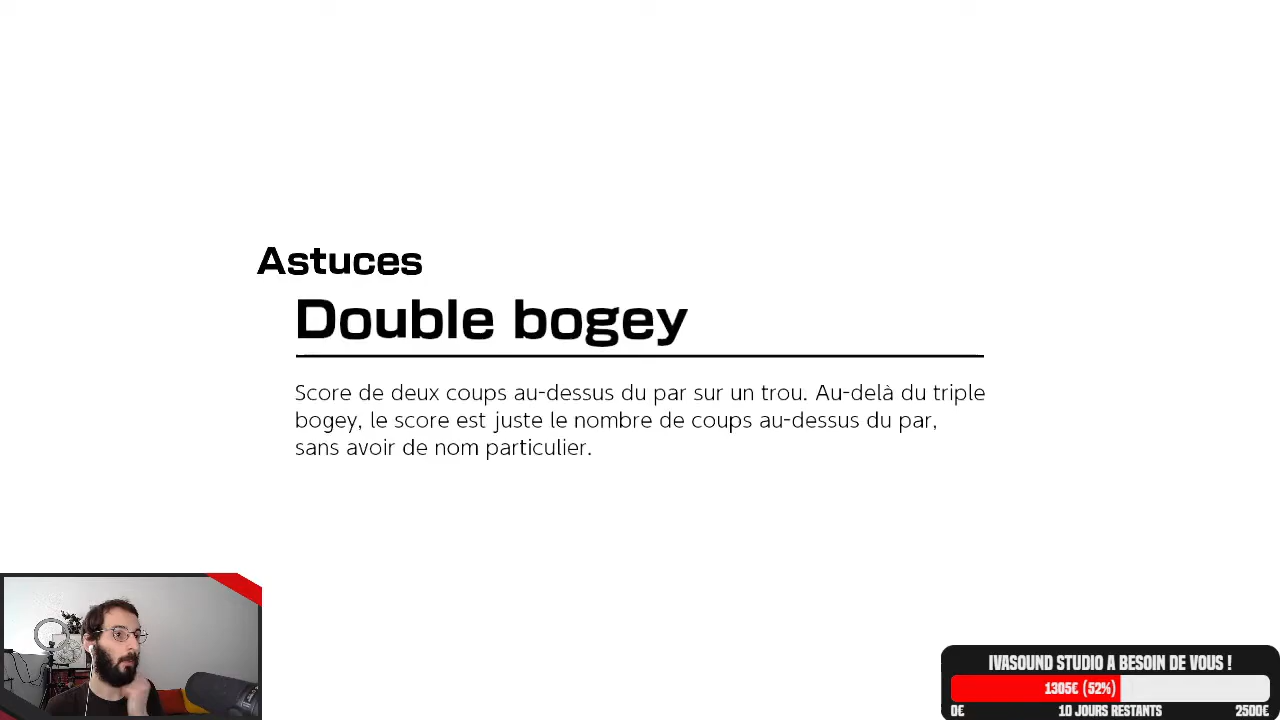 Astuces
Double bogey
Score de deux coups au-dessus du par sur un trou. Au-delà du triple
bogey, le score est juste le nombre de coups au-dessus du par,
sans avoir de nom particulier.
IVASOUND STUDIO A BESOIN DE VOUS !
1305€ (52%)
0€ 10 JOURS RESTANTS 2500€